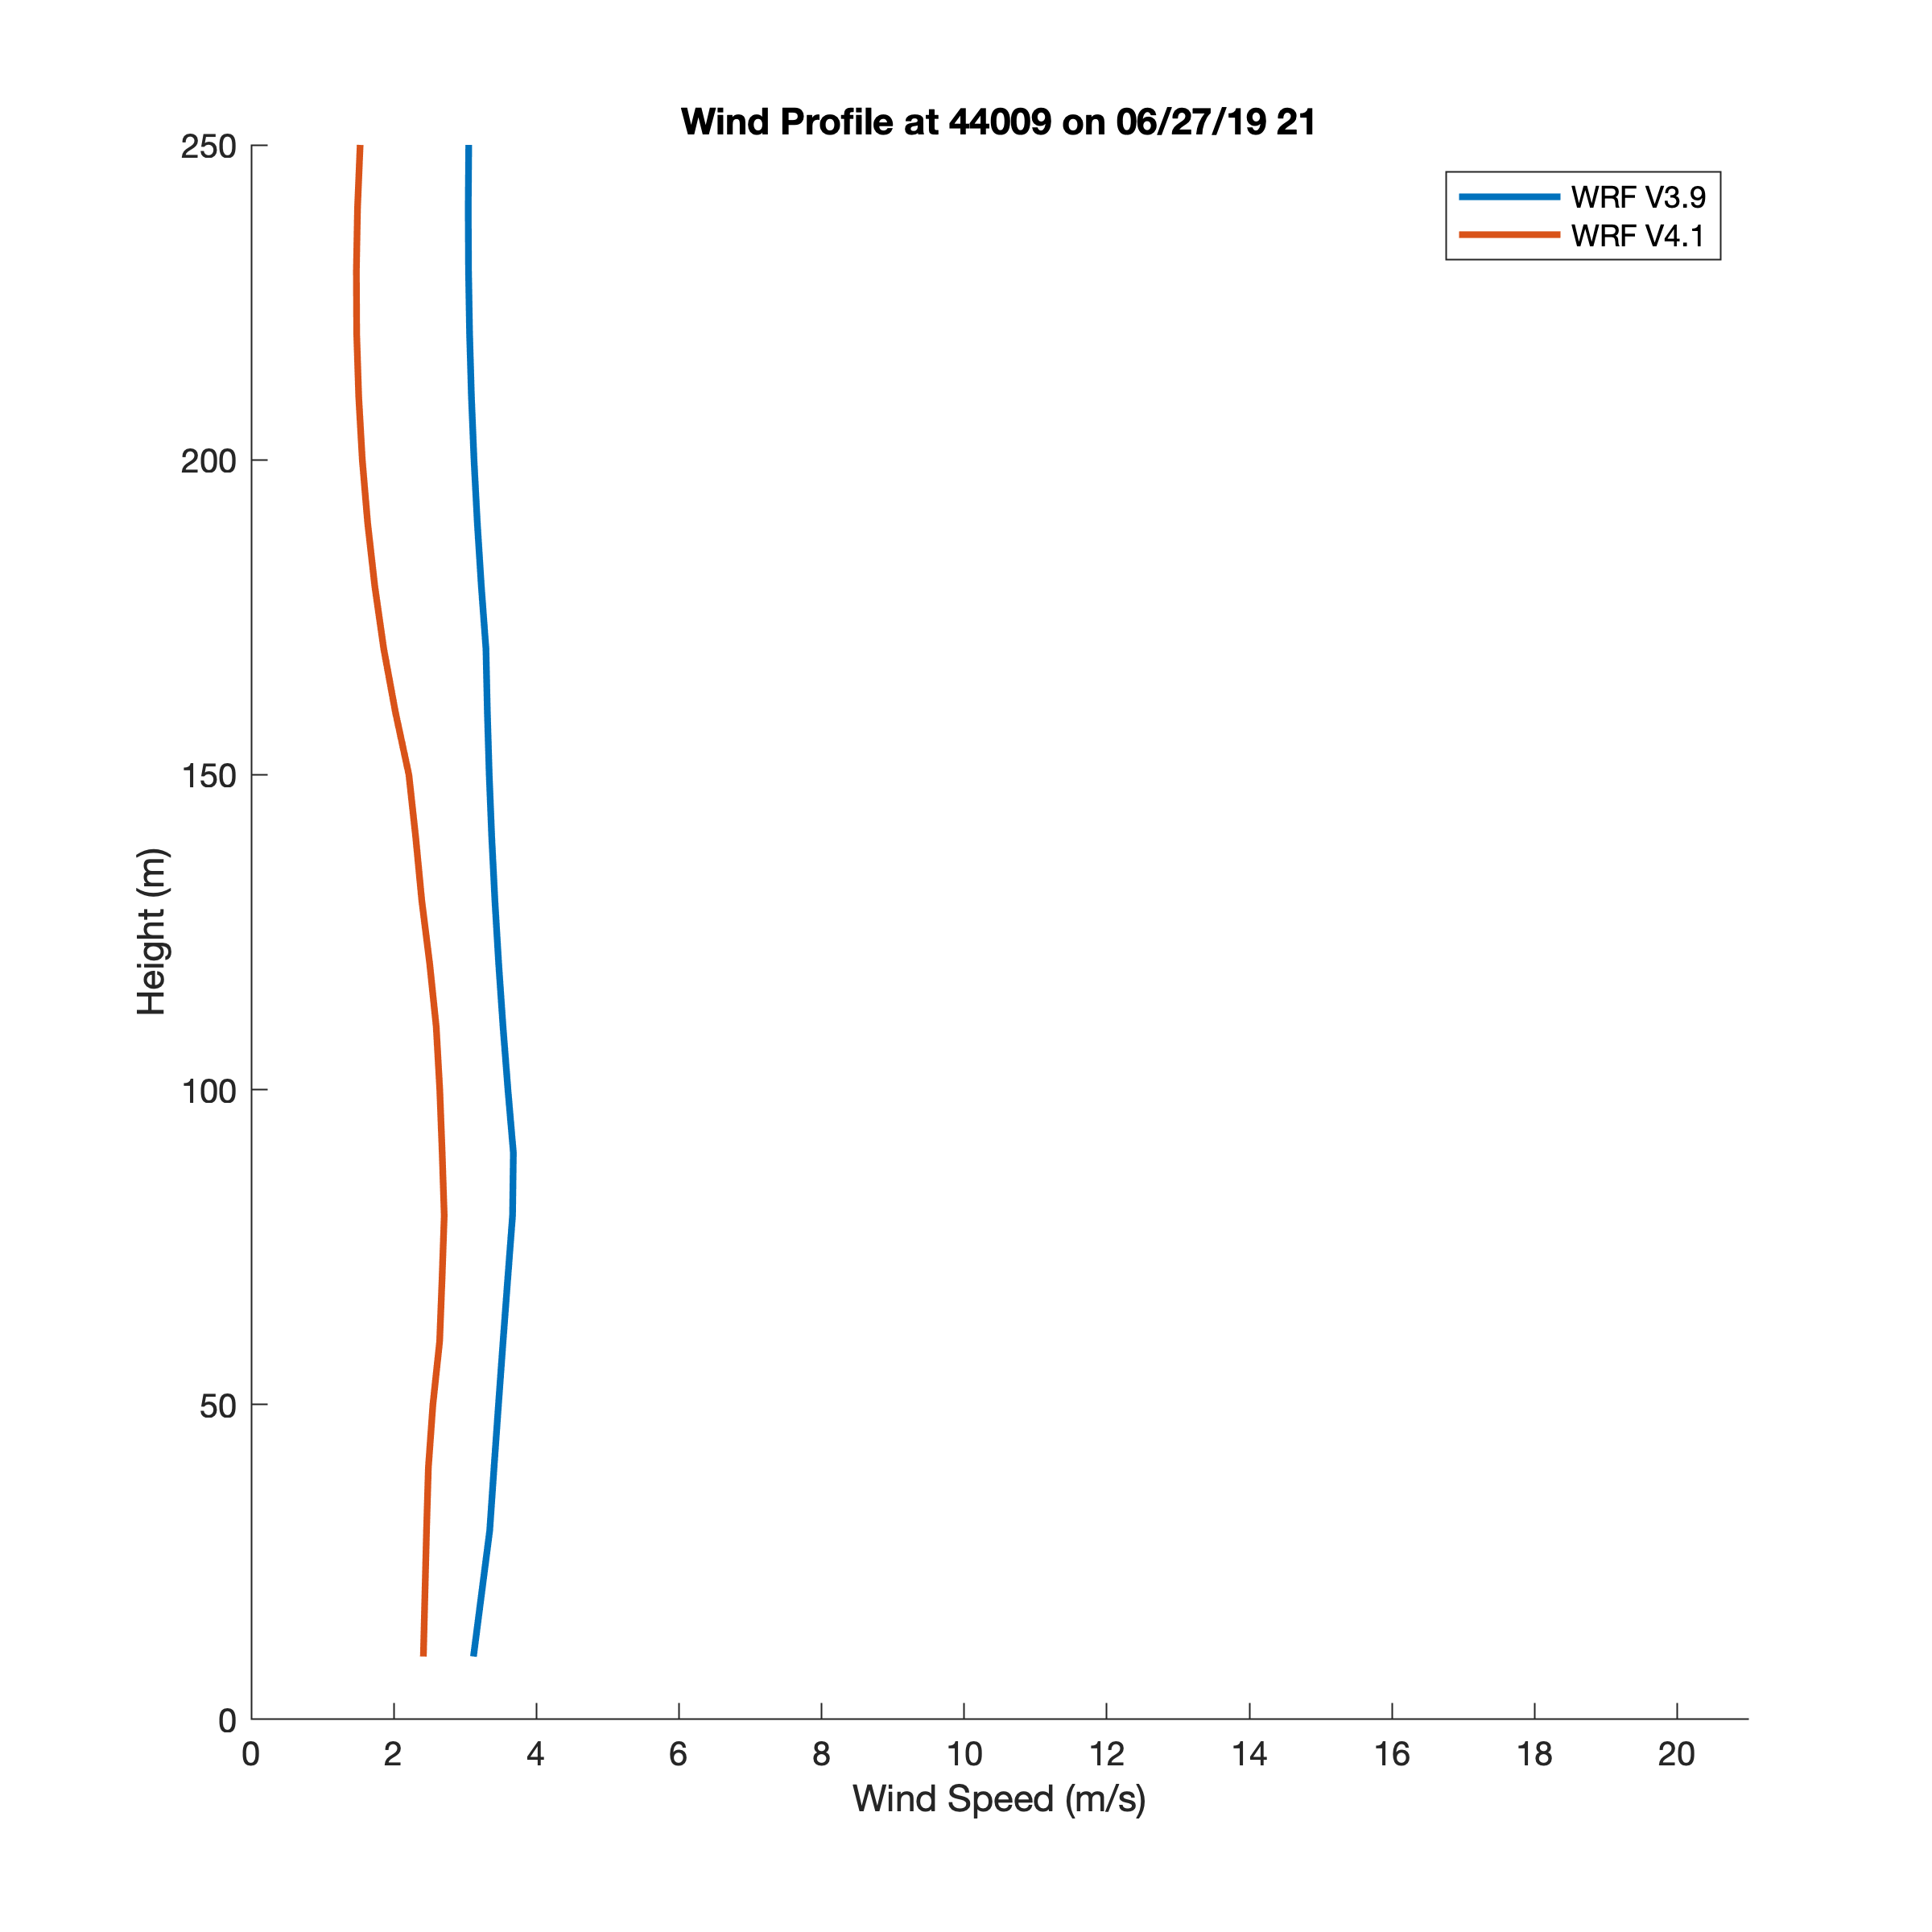 Wind Profile at 44009 on 06/27/19 21
WRF V3.9
WRF V4.1
250
200
150
100
50
0
Height (m)
0 2 4 6 8 10 12 14 16 18 20
Wind Speed (m/s)